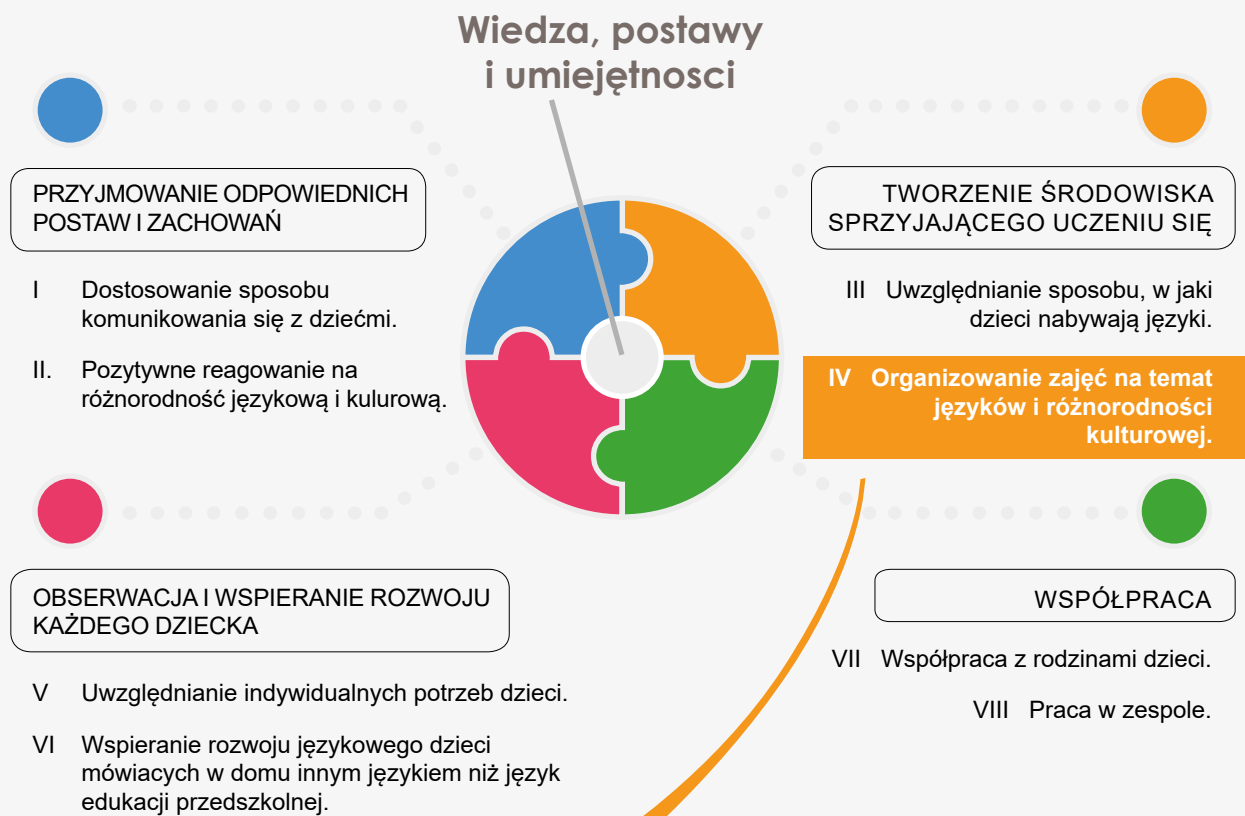 Wiedza, postawy
i umiejętnosci
PRZYJMOWANIE ODPOWIEDNICH
POSTAW I ZACHOWAŃ
I Dostosowanie sposobu
komunikowania się z dziećmi.
II. Pozytywne reagowanie na
różnorodność językową i kulurową.
TWORZENIE ŚRODOWISKA
SPRZYJAJĄCEGO UCZENIU SIĘ
III Uwzględnianie sposobu, w jaki
dzieci nabywają języki.
IV Organizowanie zajęć na temat
języków i różnorodności
kulturowej.
OBSERWACJA I WSPIERANIE ROZWOJU
KAŻDEGO DZIECKA
V Uwzględnianie indywidualnych potrzeb dzieci.
VI Wspieranie rozwoju językowego dzieci
mówiacych w domu innym językiem niż język
edukacji przedszkolnej.
WSPÓŁPRACA
VII Współpraca z rodzinami dzieci.
VIII Praca w zespole.